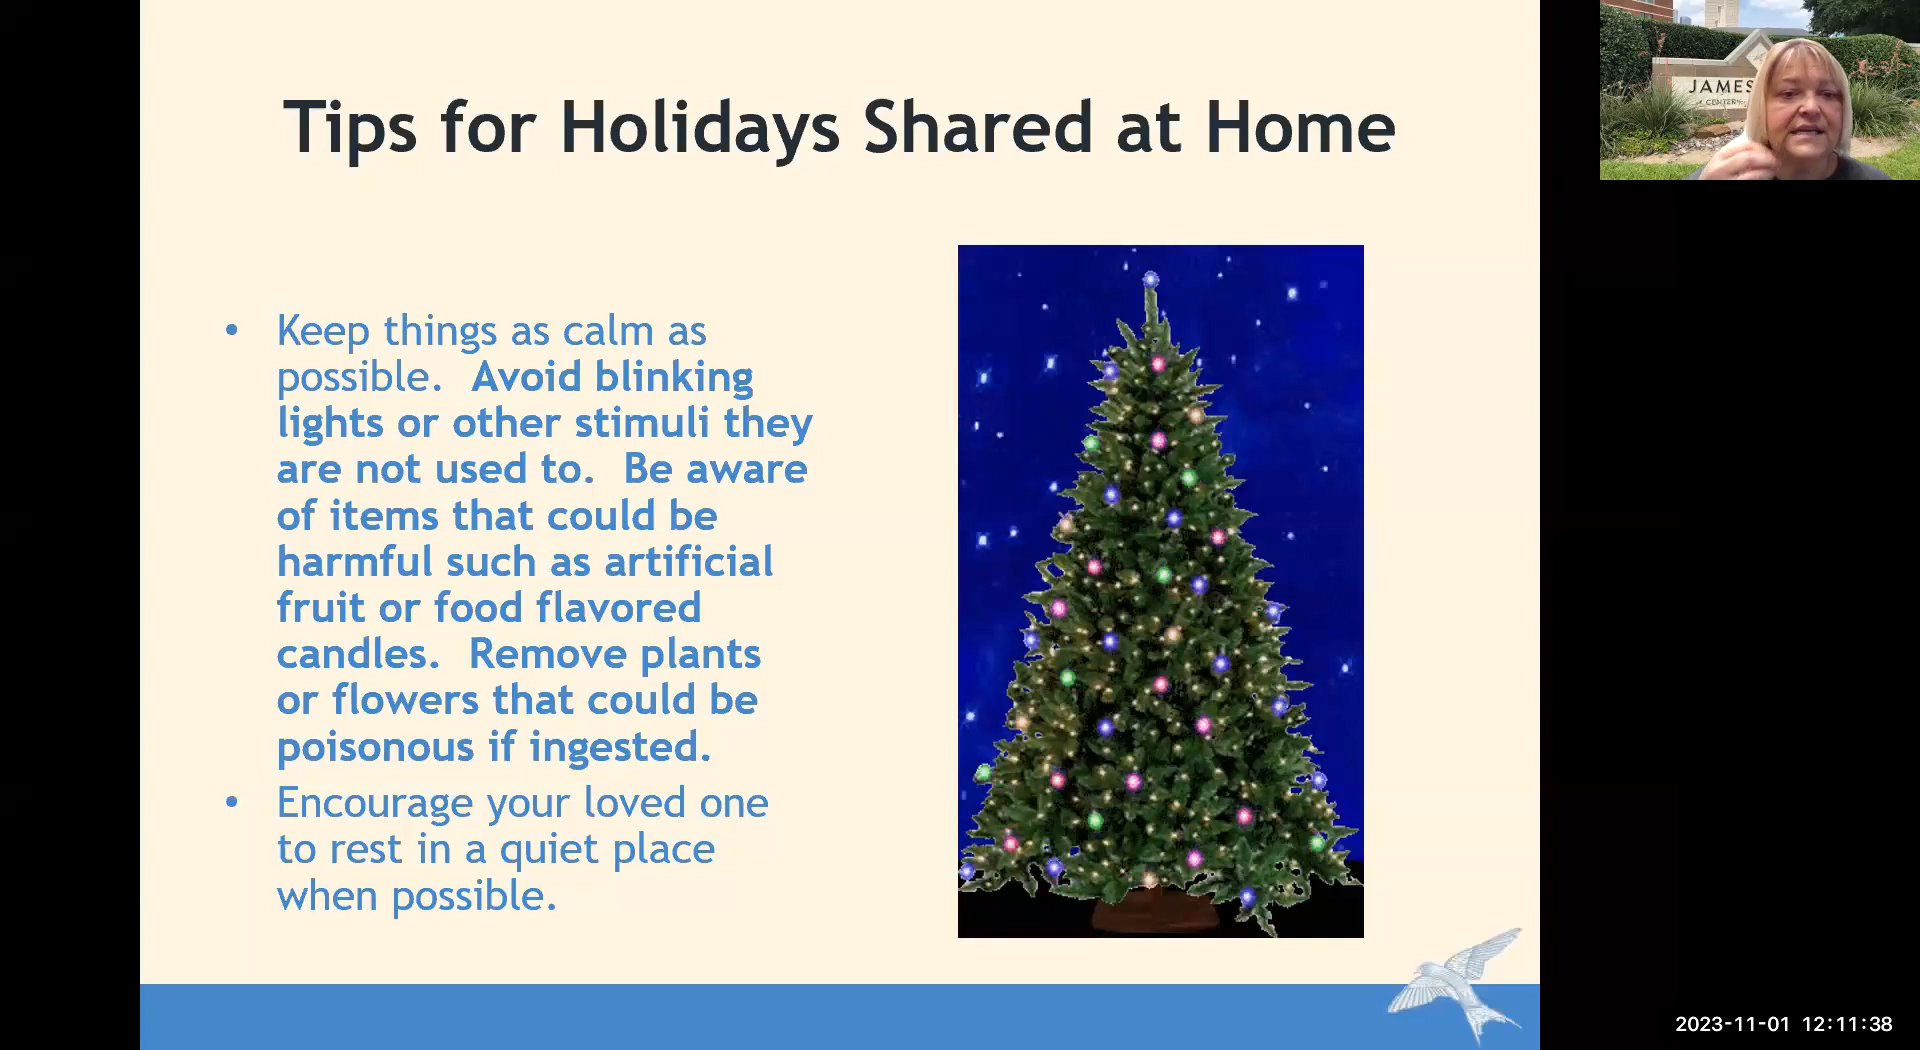 Tips for Holidays Shared at Home
• Keep things as calm as
possible.  Avoid blinking
lights or other stimuli they
are not used to.  Be aware
of items that could be
harmful such as artificial
fruit or food flavored
candles.  Remove plants
or flowers that could be
poisonous if ingested.
• Encourage your loved one
to rest in a quiet place
when possible.
JAMES
CENTER
2023-11-01 12:11:38